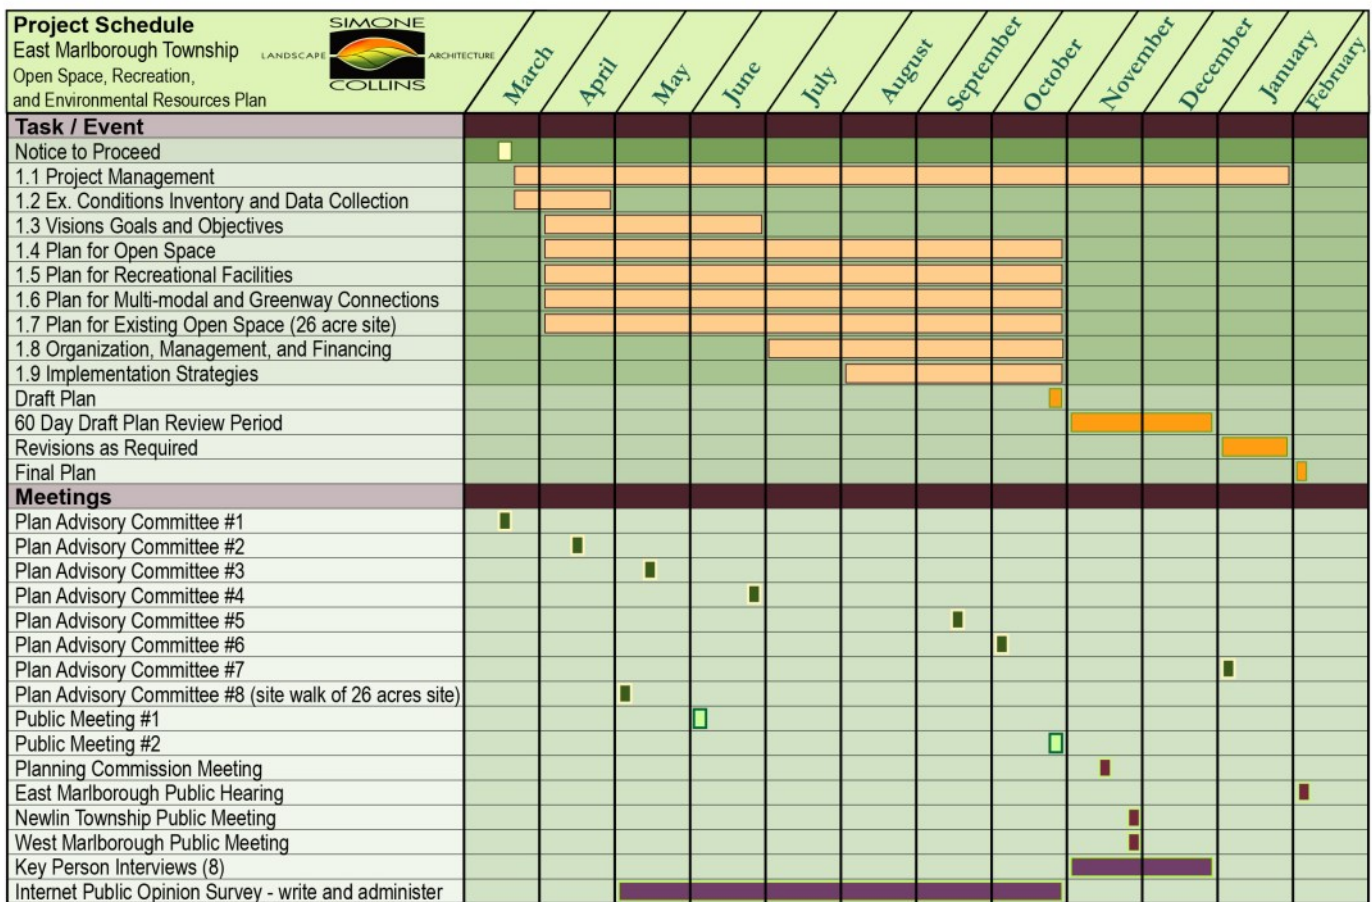 Project Schedule
East Marlborough Township
Open Space, Recreation,
and Environmental Resources Plan
SIMONE
LANDSCAPE ARCHITECTURE
COLLINS
March
April
May
June
July
August
September
October
November
December
January
February
Task / Event
Notice to Proceed
1.1 Project Management
1.2 Ex. Conditions Inventory and Data Collection
1.3 Visions Goals and Objectives
1.4 Plan for Open Space
1.5 Plan for Recreational Facilities
1.6 Plan for Multi-modal and Greenway Connections
1.7 Plan for Existing Open Space (26 acre site)
1.8 Organization, Management, and Financing
1.9 Implementation Strategies
Draft Plan
60 Day Draft Plan Review Period
Revisions as Required
Final Plan
Meetings
Plan Advisory Committee #1
Plan Advisory Committee #2
Plan Advisory Committee #3
Plan Advisory Committee #4
Plan Advisory Committee #5
Plan Advisory Committee #6
Plan Advisory Committee #7
Plan Advisory Committee #8 (site walk of 26 acres site)
Public Meeting #1
Public Meeting #2
Planning Commission Meeting
East Marlborough Public Hearing
Newlin Township Public Meeting
West Marlborough Public Meeting
Key Person Interviews (8)
Internet Public Opinion Survey - write and administer